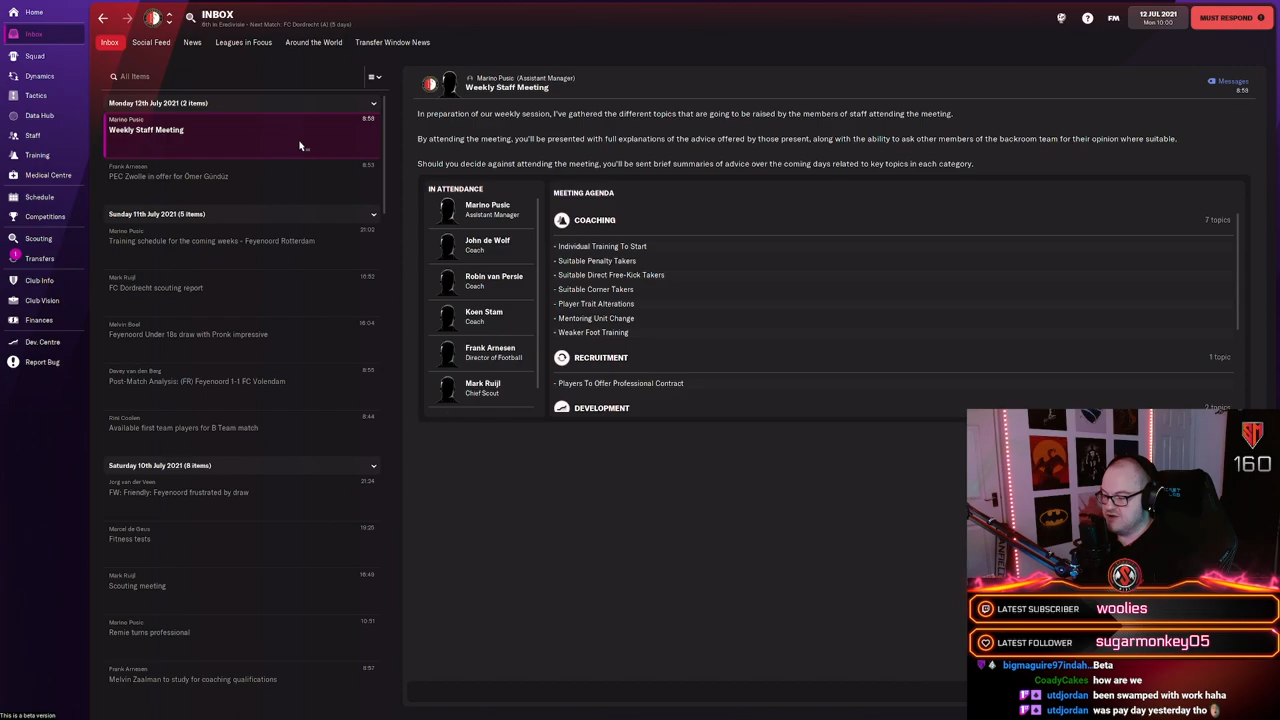 Home
Inbox
Squad
Dynamics
Tactics
Data Hub
Staff
Training
Medical Centre
Schedule
Competitions
Scouting
1
Transfers
Club Info
Club Vision
Finances
Dev. Centre
Report Bug
This is a beta version
INBOX
6th in Eredivisie - Next Match: FC Dordrecht (A) (5 days)
FM
12 JUL 2021
Mon 10:00
MUST RESPOND
Inbox
Social Feed
News
Leagues in Focus
Around the World
Transfer Window News
All Items
Monday 12th July 2021 (2 items)
Marino Pusic
8:58
Weekly Staff Meeting
Frank Arnesen
8:53
PEC Zwolle in offer for Ömer Gündüz
Sunday 11th July 2021 (5 items)
Marino Pusic
21:02
Training schedule for the coming weeks - Feyenoord Rotterdam
Mark Ruijl
16:52
FC Dordrecht scouting report
Melvin Boel
16:04
Feyenoord Under 18s draw with Pronk impressive
Davey van den Berg
8:55
Post-Match Analysis: (FR) Feyenoord 1-1 FC Volendam
Rini Coolen
8:44
Available first team players for B Team match
Saturday 10th July 2021 (8 items)
Jorg van der Veen
21:24
FW: Friendly: Feyenoord frustrated by draw
Marcel de Geus
19:25
Fitness tests
Mark Ruijl
16:49
Scouting meeting
Marino Pusic
10:51
Remie turns professional
Frank Arnesen
8:57
Melvin Zaalman to study for coaching qualifications
Marino Pusic (Assistant Manager)
Weekly Staff Meeting
Messages
8:58
In preparation of our weekly session, I've gathered the different topics that are going to be raised by the members of staff attending the meeting.
By attending the meeting, you'll be presented with full explanations of the advice offered by those present, along with the ability to ask other members of the backroom team for their opinion where suitable.
Should you decide against attending the meeting, you'll be sent brief summaries of advice over the coming days related to key topics in each category.
IN ATTENDANCE
Marino Pusic
Assistant Manager
John de Wolf
Coach
Robin van Persie
Coach
Koen Stam
Coach
Frank Arnesen
Director of Football
Mark Ruijl
Chief Scout
MEETING AGENDA
COACHING
7 topics
- Individual Training To Start
- Suitable Penalty Takers
- Suitable Direct Free-Kick Takers
- Suitable Corner Takers
- Player Trait Alterations
- Mentoring Unit Change
- Weaker Foot Training
RECRUITMENT
1 topic
- Players To Offer Professional Contract
DEVELOPMENT
2 topics
160
LATEST SUBSCRIBER
woolies
LATEST FOLLOWER
sugarmonkey05
bigmaguire97indah... Beta
CoadyCakes how are we
utdjordan been swamped with work haha
utdjordan was pay day yesterday tho